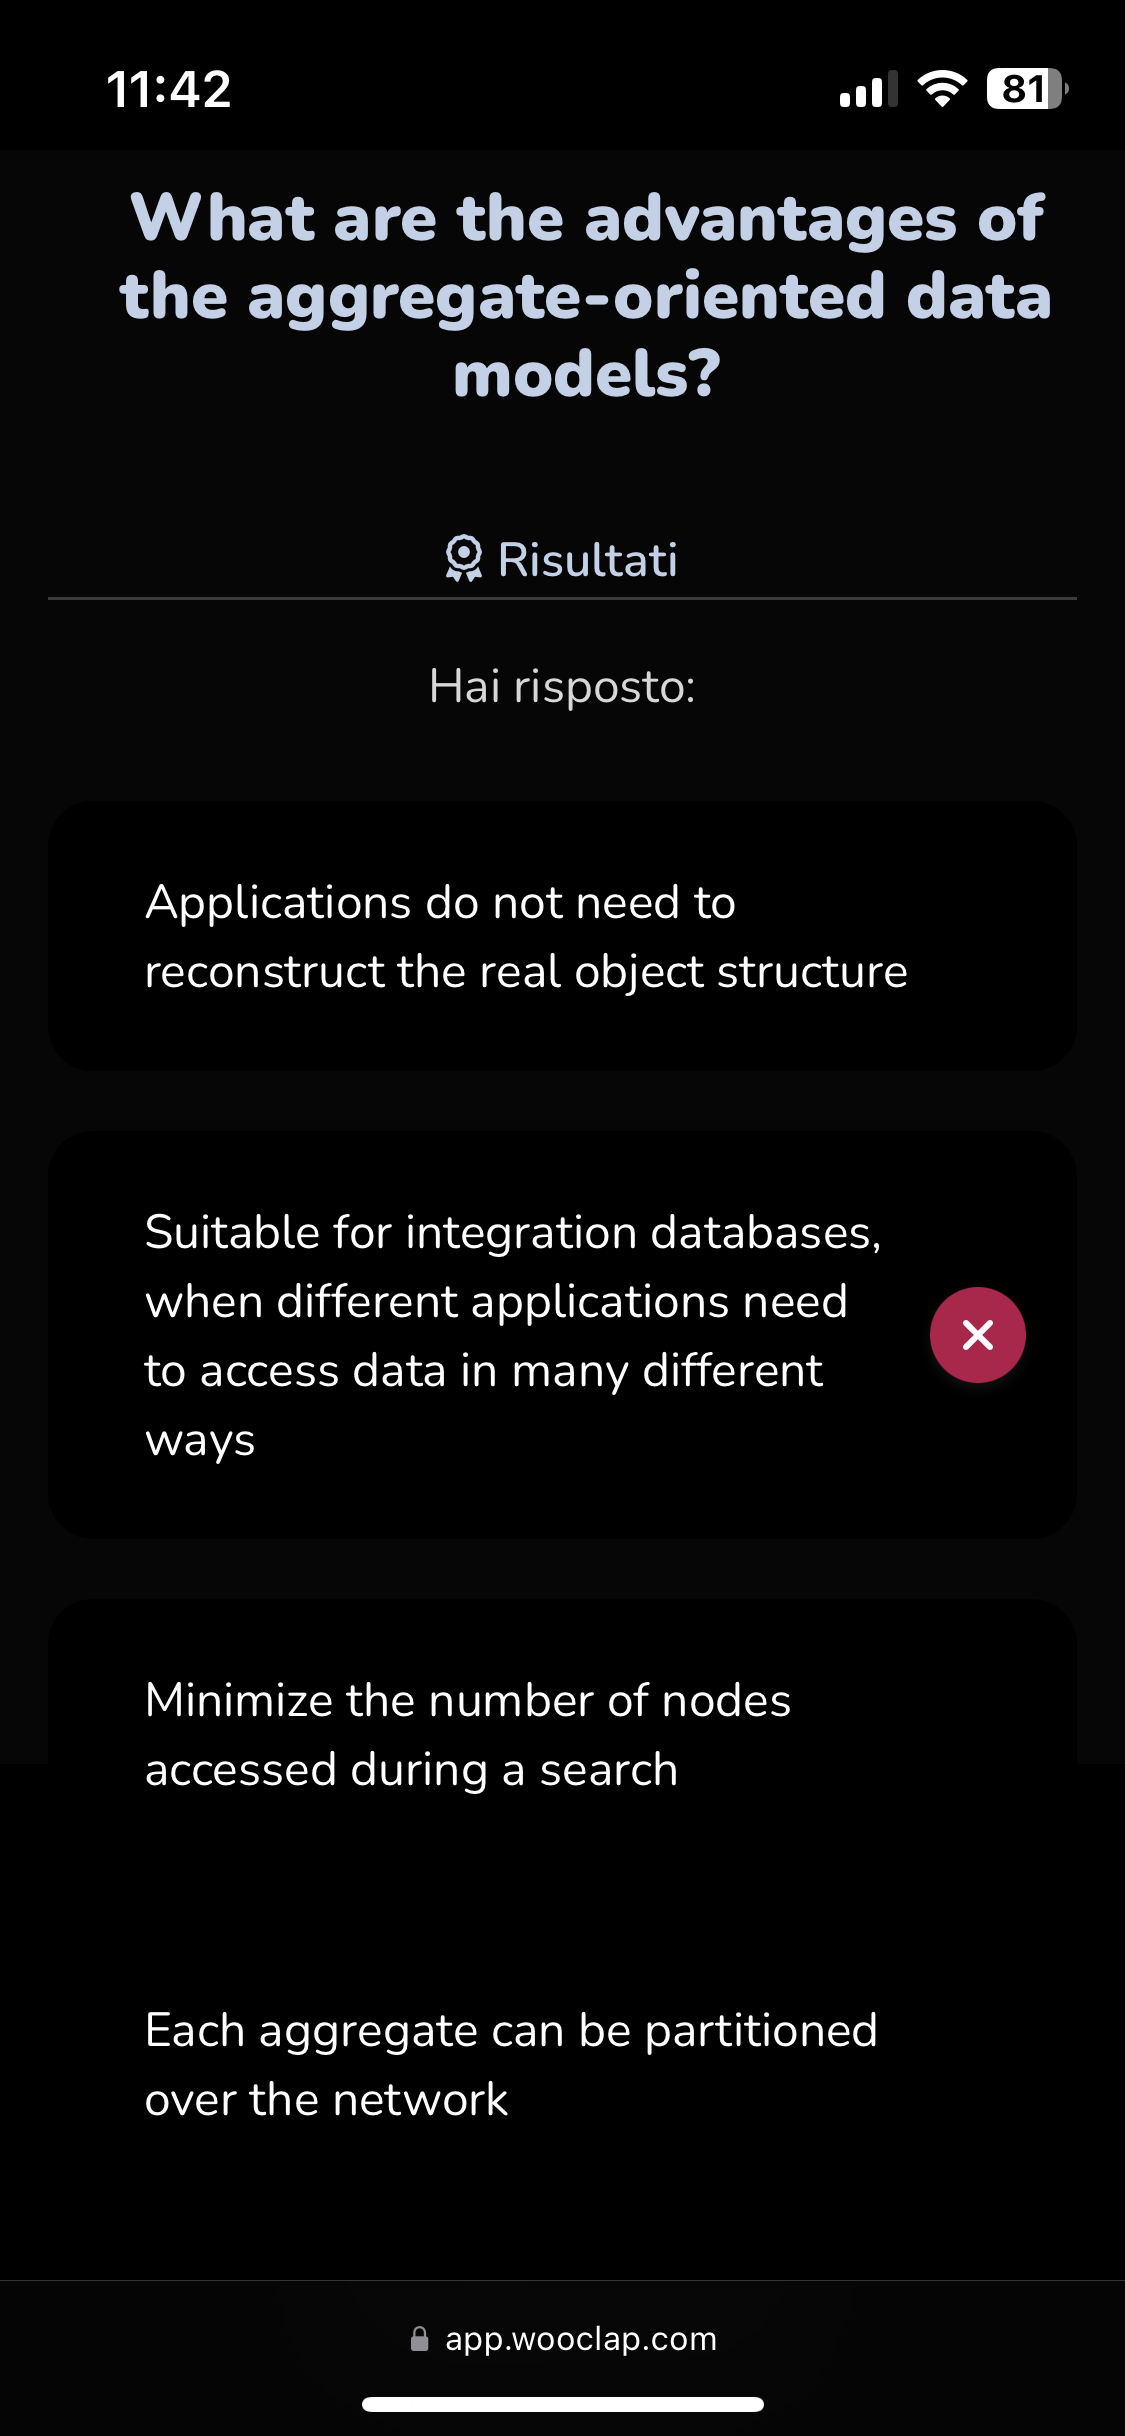 11:42
81
What are the advantages of
the aggregate-oriented data
models?
Risultati
Hai risposto:
Applications do not need to
reconstruct the real object structure
Suitable for integration databases,
when different applications need
to access data in many different
ways
Minimize the number of nodes
accessed during a search
Each aggregate can be partitioned
over the network
app.wooclap.com